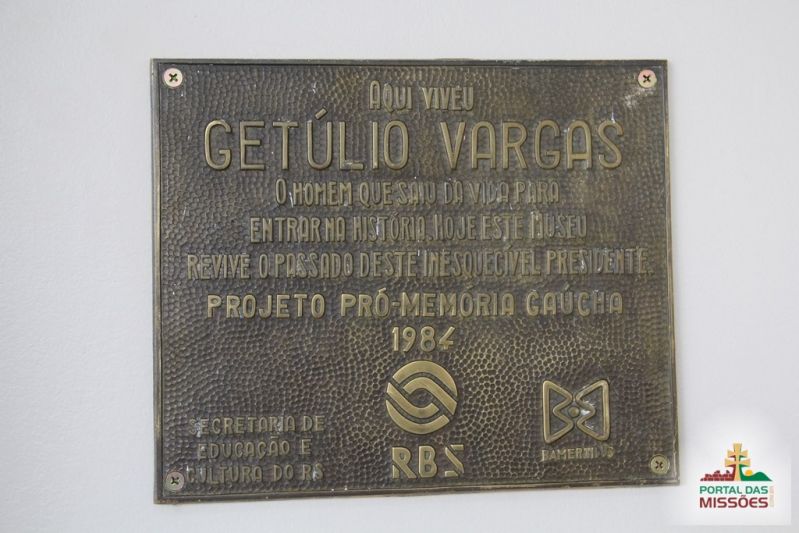 AQUI VIVEU
GETÚLIO VARGAS
O HOMEM QUE SAIU DA VIDA PARA
ENTRAR NA HISTÓRIA. HOJE ESTE MUSEU
REVIVE O PASSADO DESTE INESQUECÍVEL PRESIDENTE.
PROJETO PRÓ-MEMÓRIA GAÚCHA
1984
SECRETARIA DE
EDUCAÇÃO E
CULTURA DO RS
RBS
BAMERINDUS
PORTAL DAS
MISSÕES